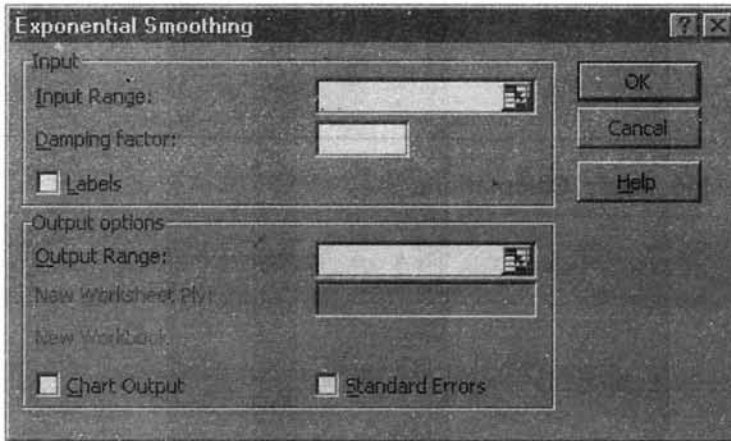 Exponential Smoothing
Input
Input Range:
Damping factor:
Labels
OK
Cancal
Help
Output options
Output Range:
New Worksheet Ply:
New Workbook
Chart Output
Standard Errors